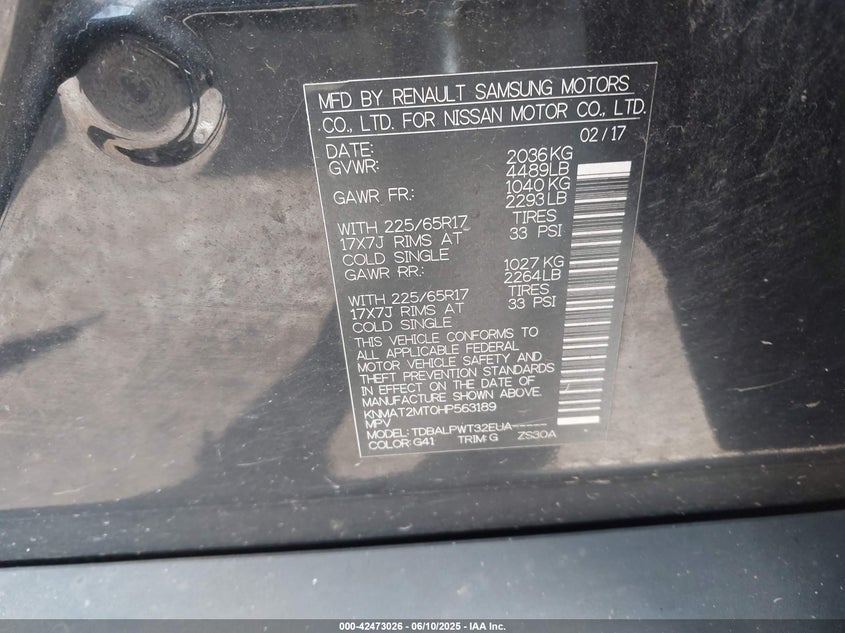 MFD BY RENAULT SAMSUNG MOTORS
CO., LTD. FOR NISSAN MOTOR CO., LTD.
DATE: 02/17
GVWR: 2036KG
4489LB
GAWR FR.: 1040 KG
2293LB
WITH 225/65R17 TIRES
17X7J RIMS AT 33 PSI
COLD SINGLE
GAWR RR.: 1027 KG
2264LB
WITH 225/65R17 TIRES
17X7J RIMS AT 33 PSI
COLD SINGLE
THIS VEHICLE CONFORMS TO
ALL APPLICABLE FEDERAL
MOTOR VEHICLE SAFETY AND
THEFT PREVENTION STANDARDS
IN EFFECT ON THE DATE OF
MANUFACTURE SHOWN ABOVE.
KNMAT2MT0HP563189
MPV
MODEL: TDBALPWT32EUA-----
COLOR: G41 TRIM: G ZS30A
000-42473026 - 06/10/2025 - IAA Inc.